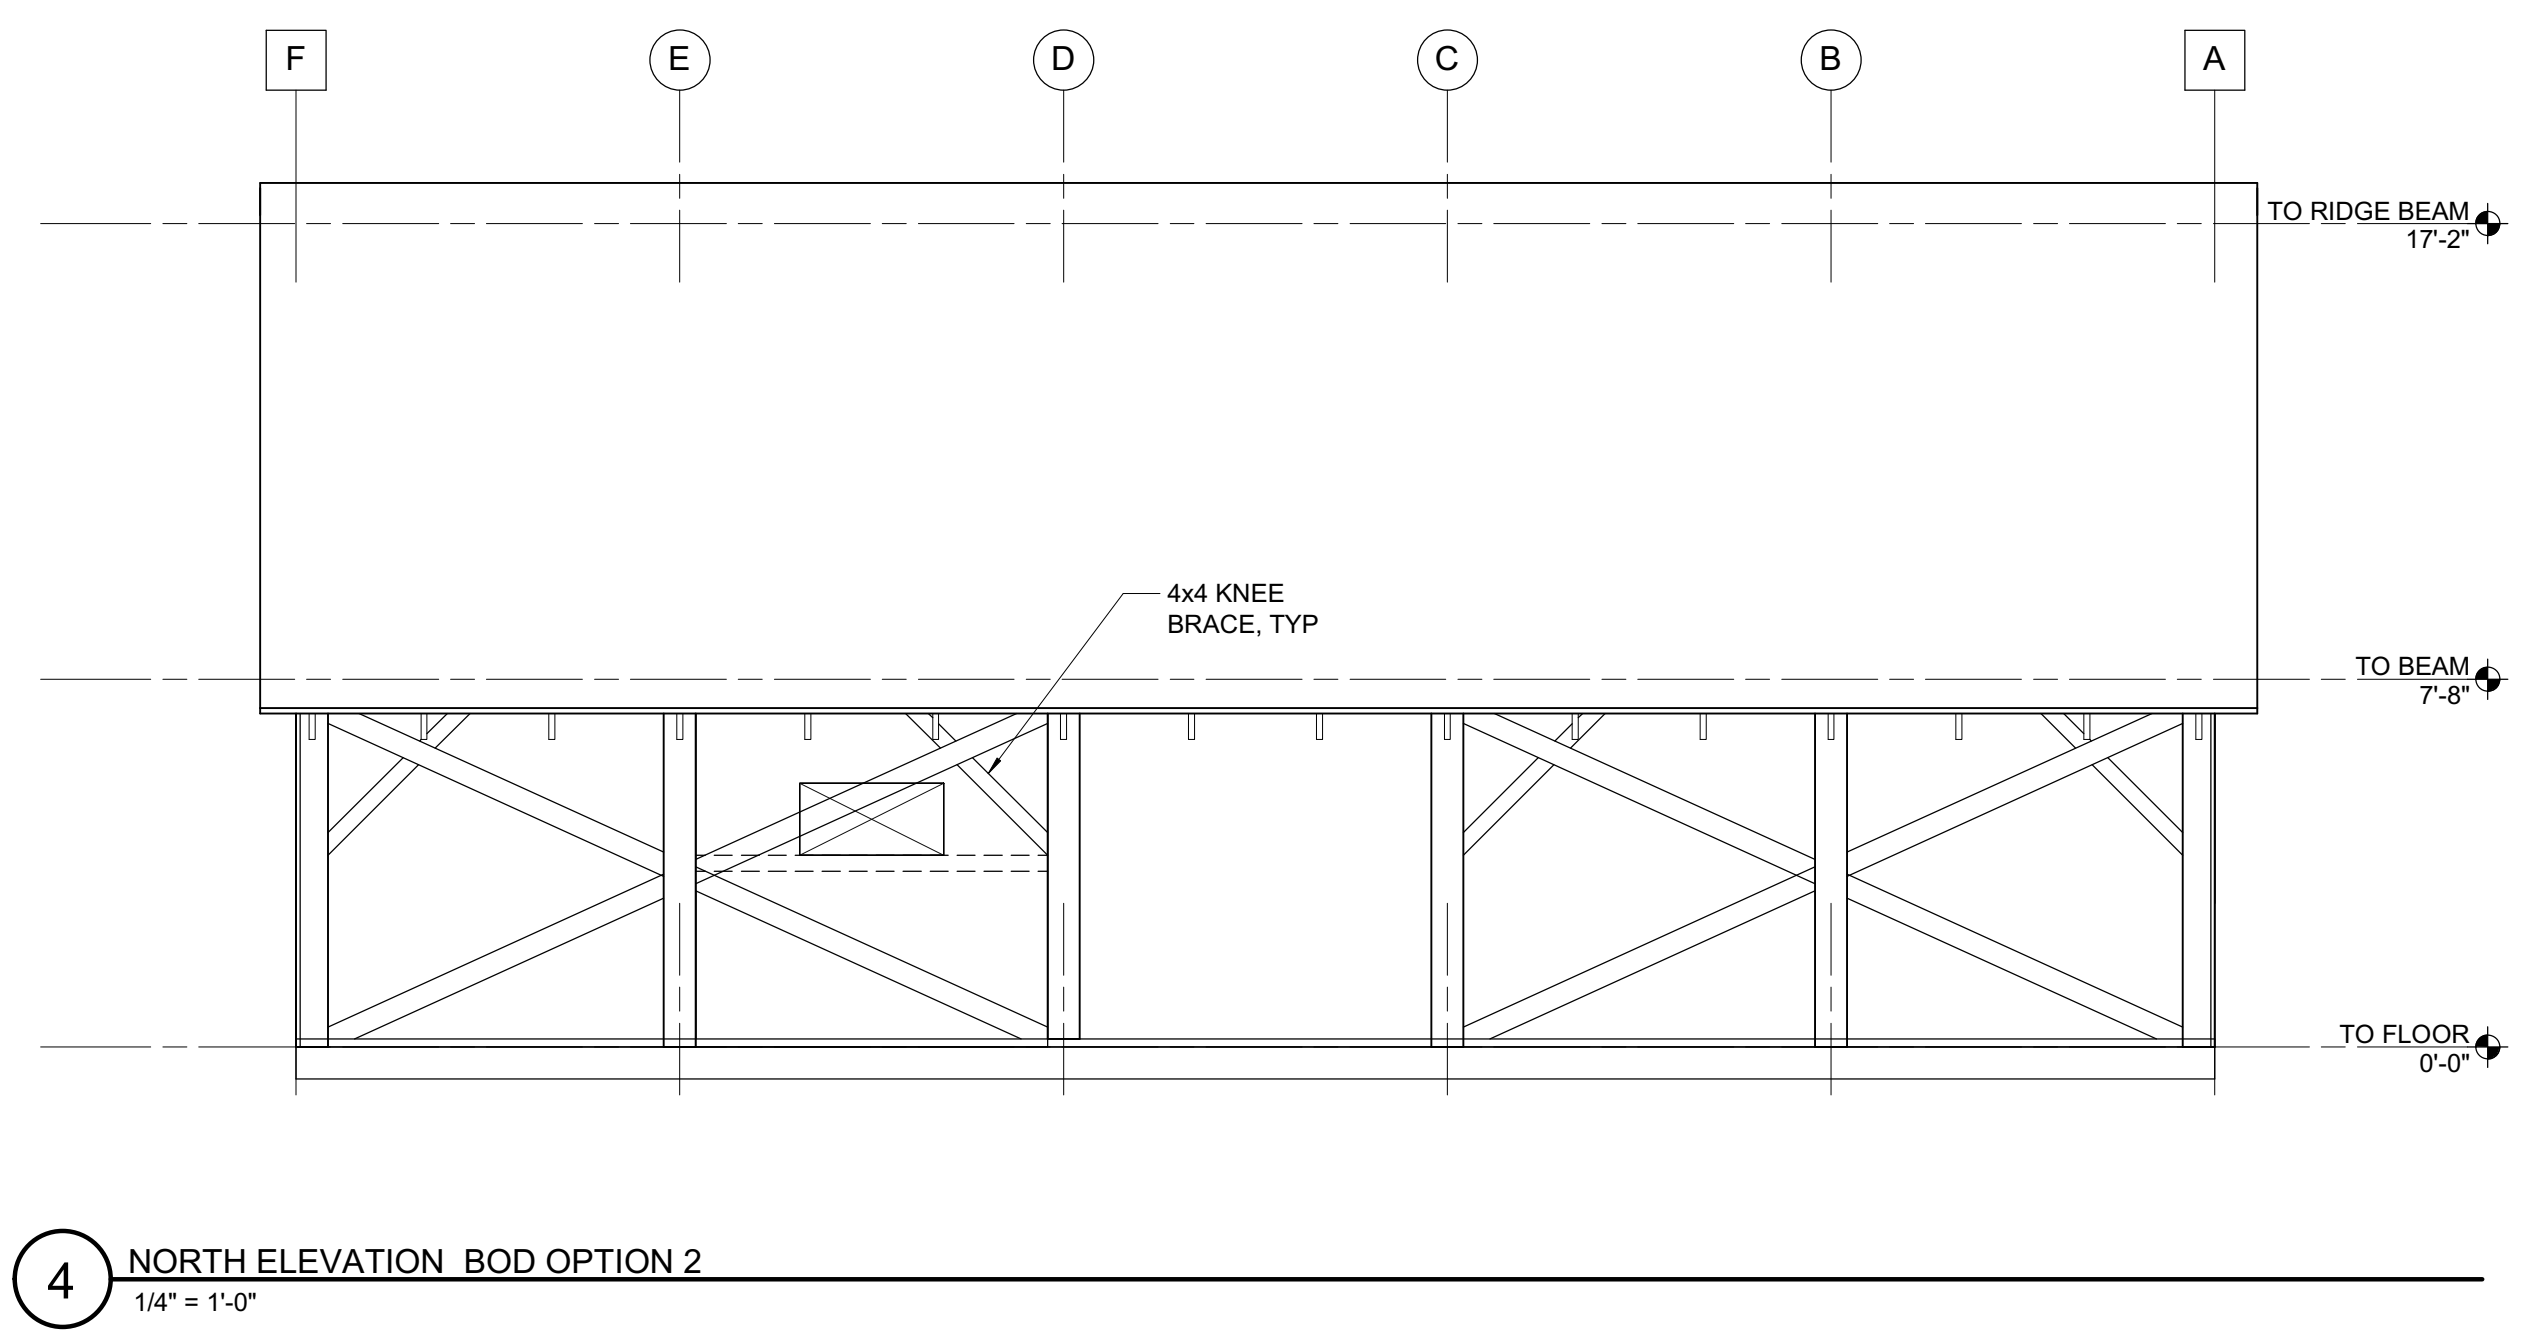 F E D C B A
TO RIDGE BEAM
17'-2"
4x4 KNEE
BRACE, TYP
TO BEAM
7'-8"
TO FLOOR
0'-0"
4
NORTH ELEVATION  BOD OPTION 2
1/4" = 1'-0"